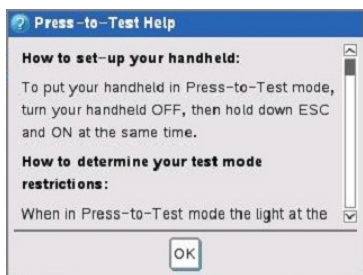 Press-to-Test Help
How to set-up your handheld:
To put your handheld in Press-to-Test mode,
turn your handheld OFF, then hold down ESC
and ON at the same time.
How to determine your test mode
restrictions:
When in Press-to-Test mode the light at the
OK